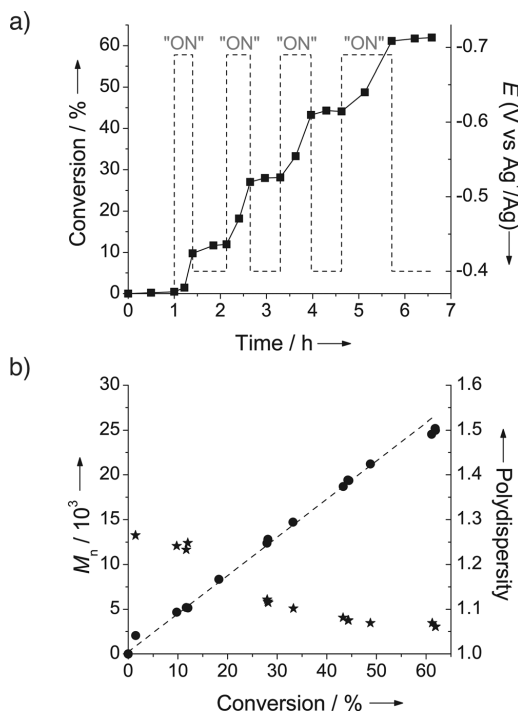 a)
"ON" "ON" "ON" "ON"
60
50
40
30
20
10
0
Conversion / %
-0.7
-0.6
-0.5
-0.4
E (V vs Ag⁺/Ag)
0 1 2 3 4 5 6 7
Time / h
b)
30
25
20
15
10
5
0
Mn / 10³
1.6
1.5
1.4
1.3
1.2
1.1
1.0
Polydispersity
0 10 20 30 40 50 60
Conversion / %